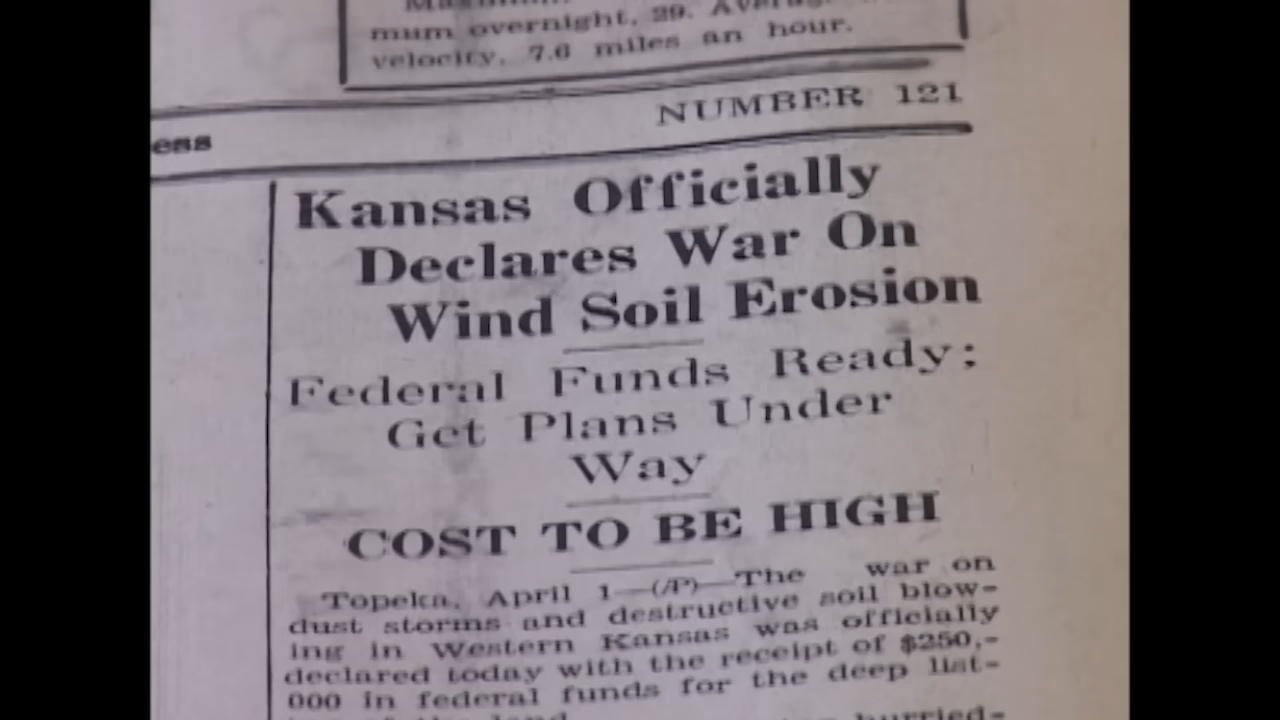 mum overnight, 29.
velocity, 7.6 miles an hour.
NUMBER 121
ess
Kansas Officially
Declares War On
Wind Soil Erosion
Federal Funds Ready;
Get Plans Under
Way
COST TO BE HIGH
Topeka, April 1—(AP)—The war on
dust storms and destructive soil blow-
ing in Western Kansas was officially
declared today with the receipt of $250,-
000 in federal funds for the deep list-